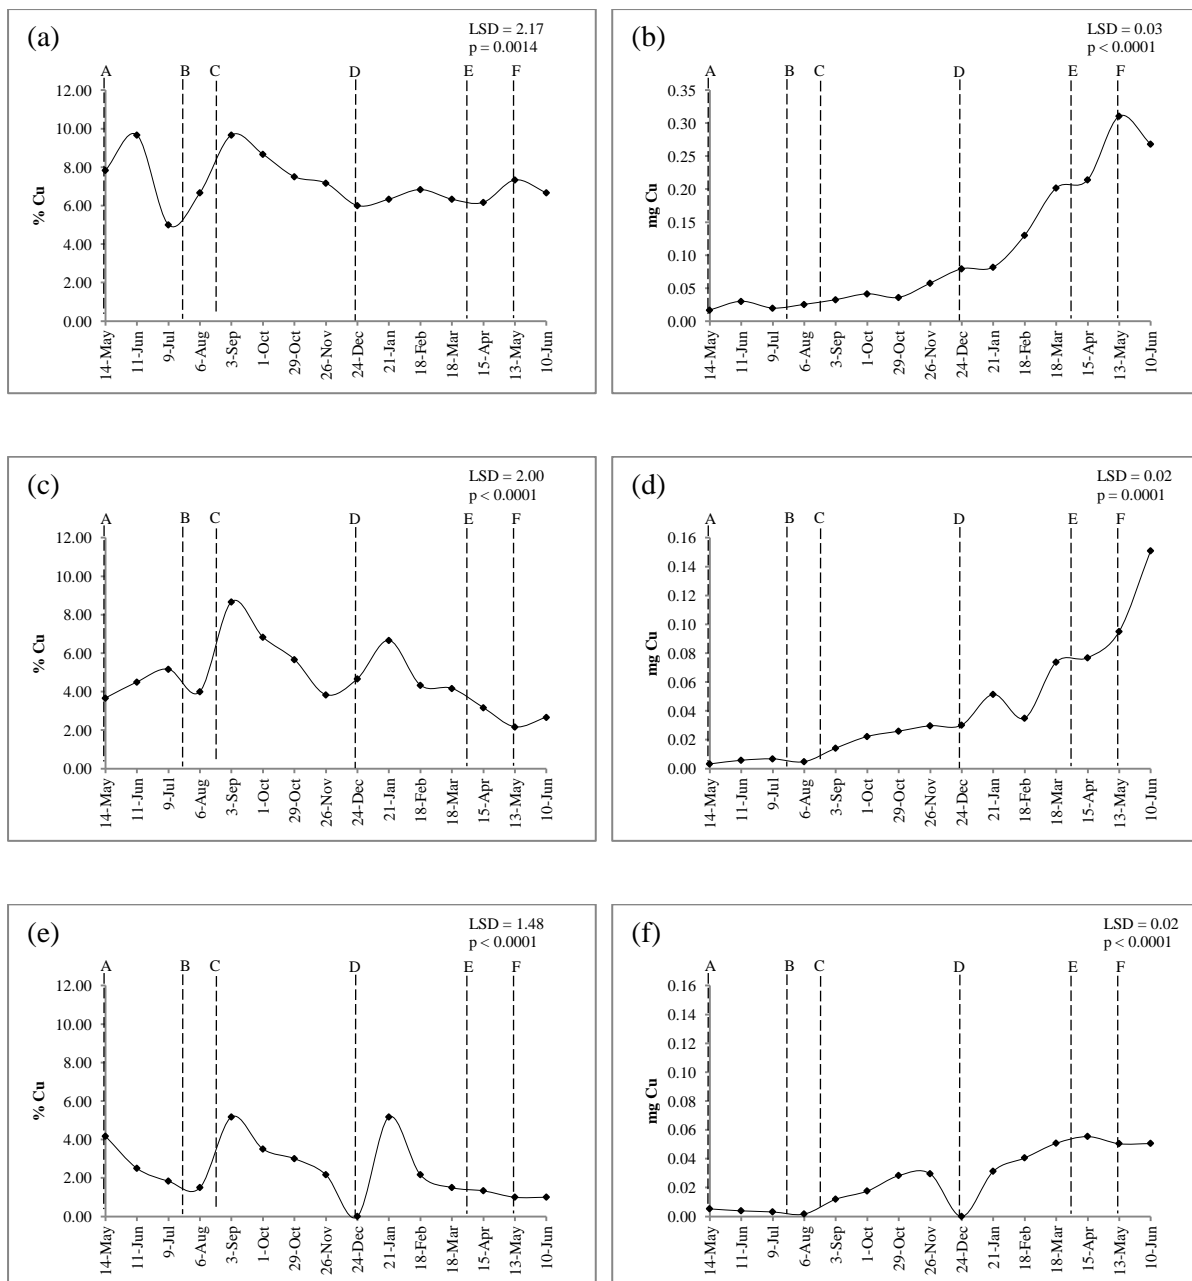 (a)
LSD = 2.17
p = 0.0014
A B C D E F
12.00
10.00
8.00
6.00
4.00
2.00
0.00
% Cu
14-May
11-Jun
9-Jul
6-Aug
3-Sep
1-Oct
29-Oct
26-Nov
24-Dec
21-Jan
18-Feb
18-Mar
15-Apr
13-May
10-Jun
(b)
LSD = 0.03
p < 0.0001
A B C D E F
0.35
0.30
0.25
0.20
0.15
0.10
0.05
0.00
mg Cu
14-May
11-Jun
9-Jul
6-Aug
3-Sep
1-Oct
29-Oct
26-Nov
24-Dec
21-Jan
18-Feb
18-Mar
15-Apr
13-May
10-Jun
(c)
LSD = 2.00
p < 0.0001
A B C D E F
12.00
10.00
8.00
6.00
4.00
2.00
0.00
% Cu
14-May
11-Jun
9-Jul
6-Aug
3-Sep
1-Oct
29-Oct
26-Nov
24-Dec
21-Jan
18-Feb
18-Mar
15-Apr
13-May
10-Jun
(d)
LSD = 0.02
p = 0.0001
A B C D E F
0.16
0.14
0.12
0.10
0.08
0.06
0.04
0.02
0.00
mg Cu
14-May
11-Jun
9-Jul
6-Aug
3-Sep
1-Oct
29-Oct
26-Nov
24-Dec
21-Jan
18-Feb
18-Mar
15-Apr
13-May
10-Jun
(e)
LSD = 1.48
p < 0.0001
A B C D E F
12.00
10.00
8.00
6.00
4.00
2.00
0.00
% Cu
14-May
11-Jun
9-Jul
6-Aug
3-Sep
1-Oct
29-Oct
26-Nov
24-Dec
21-Jan
18-Feb
18-Mar
15-Apr
13-May
10-Jun
(f)
LSD = 0.02
p < 0.0001
A B C D E F
0.16
0.14
0.12
0.10
0.08
0.06
0.04
0.02
0.00
mg Cu
14-May
11-Jun
9-Jul
6-Aug
3-Sep
1-Oct
29-Oct
26-Nov
24-Dec
21-Jan
18-Feb
18-Mar
15-Apr
13-May
10-Jun